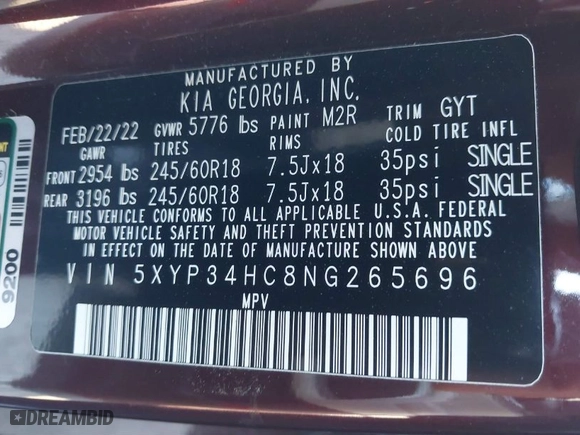 MANUFACTURED BY
KIA GEORGIA, INC.
FEB/22/22 GVWR 5776 lbs PAINT M2R TRIM GYT
GAWR TIRES RIMS COLD TIRE INFL
FRONT 2954 lbs 245/60R18 7.5Jx18 35psi SINGLE
REAR 3196 lbs 245/60R18 7.5Jx18 35psi SINGLE
THIS VEHICLE CONFORMS TO ALL APPLICABLE U.S.A. FEDERAL
MOTOR VEHICLE SAFETY AND THEFT PREVENTION STANDARDS
IN EFFECT ON THE DATE OF MANUFACTURE SHOWN ABOVE
VIN 5XYP34HC8NG265696
MPV
9200
DREAMBID